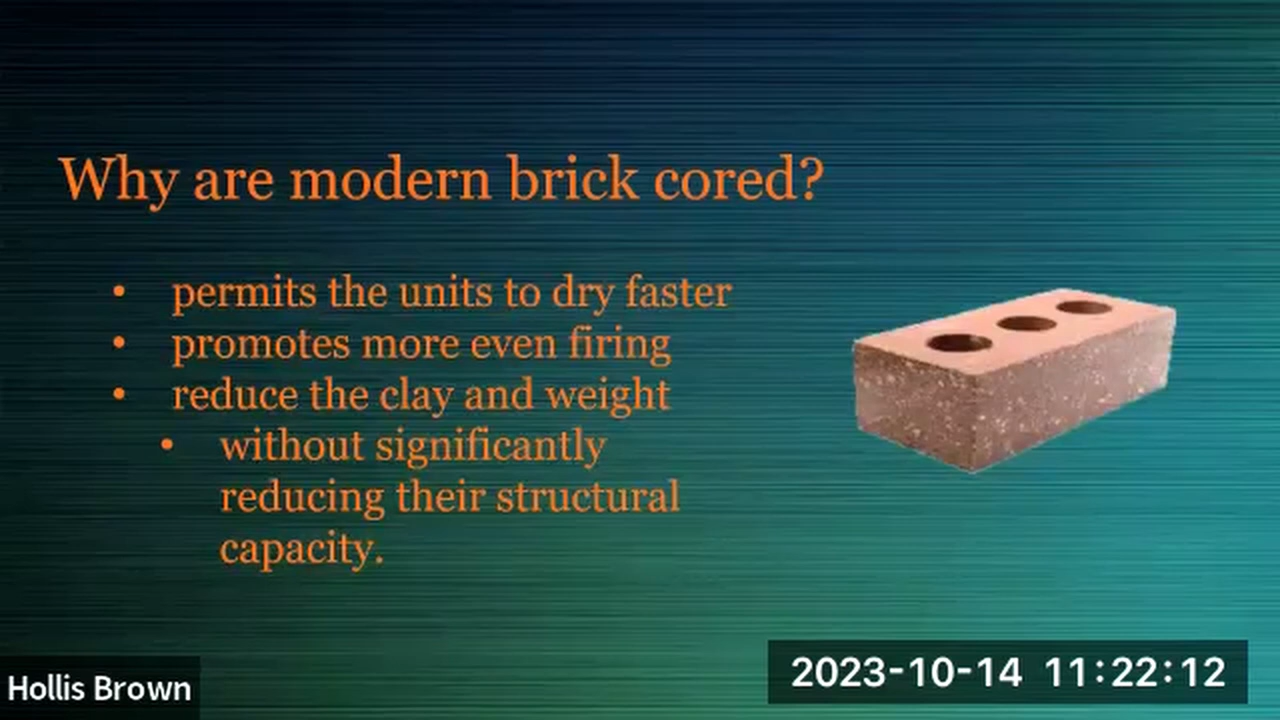 Why are modern brick cored?
• permits the units to dry faster
• promotes more even firing
• reduce the clay and weight
• without significantly
reducing their structural
capacity.
Hollis Brown
2023-10-14 11:22:12